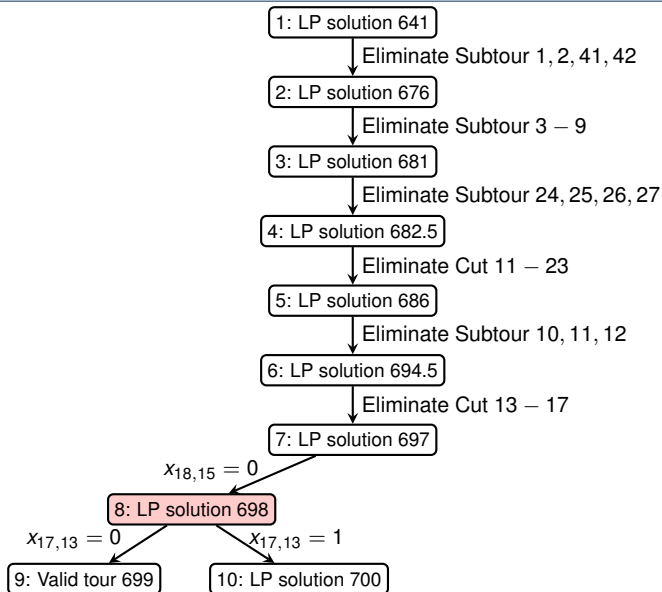 1: LP solution 641
Eliminate Subtour 1, 2, 41, 42
2: LP solution 676
Eliminate Subtour 3 − 9
3: LP solution 681
Eliminate Subtour 24, 25, 26, 27
4: LP solution 682.5
Eliminate Cut 11 − 23
5: LP solution 686
Eliminate Subtour 10, 11, 12
6: LP solution 694.5
Eliminate Cut 13 − 17
7: LP solution 697
x18,15 = 0
8: LP solution 698
x17,13 = 0
x17,13 = 1
9: Valid tour 699
10: LP solution 700